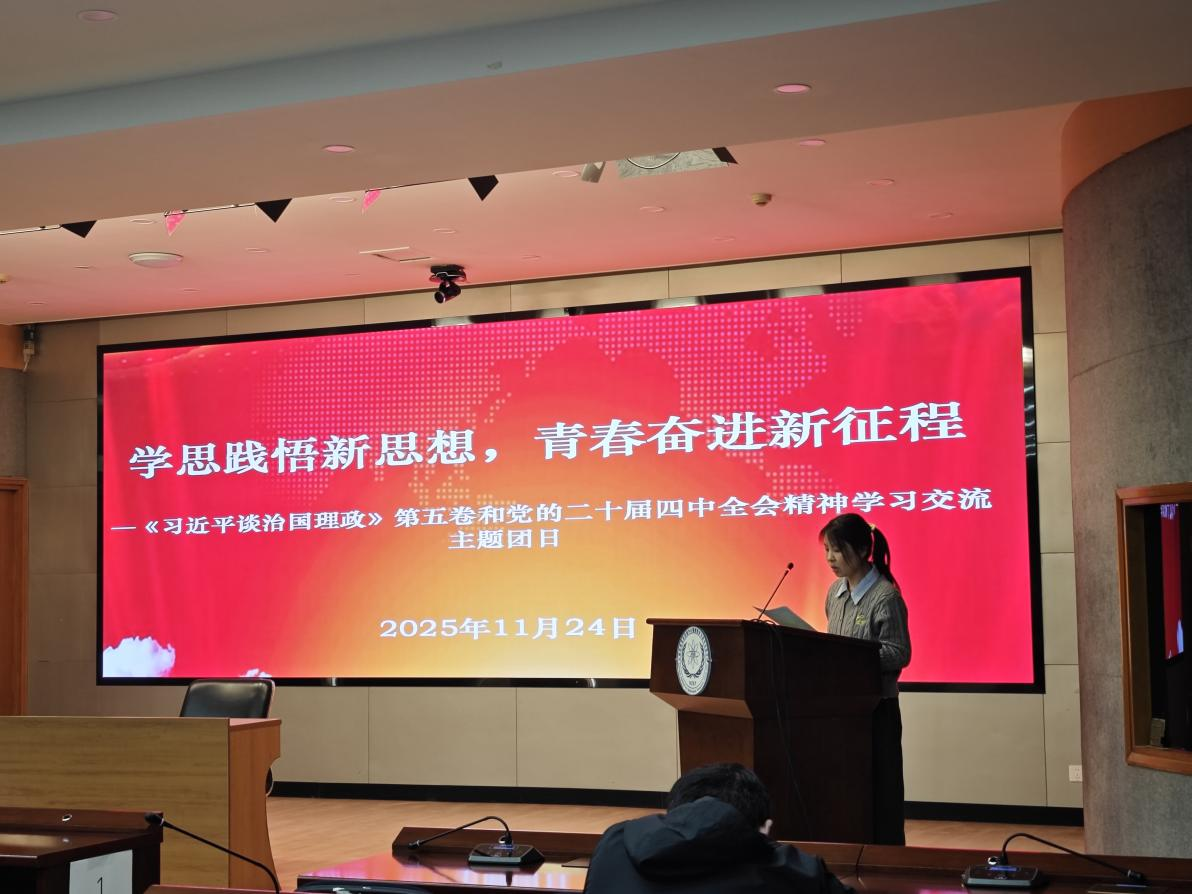 学思践悟新思想，青春奋进新征程
—《习近平谈治国理政》第五卷和党的二十届四中全会精神学习交流
主题团日
2025年11月24日
1